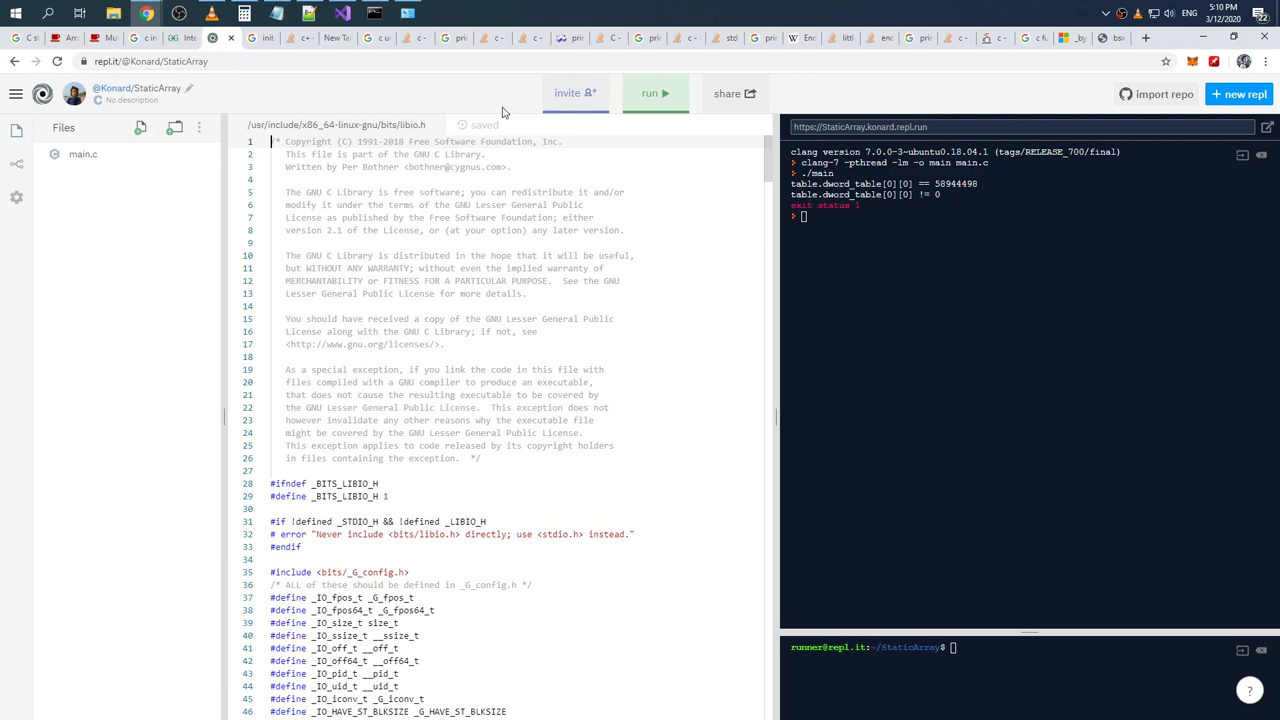 ENG
5:10 PM
3/12/2020
22
C s
Arra
Mu
c in
Inte
init
c++
New Ta
c u
c -
pri
c -
c -
pri
C -
pri
c -
std
pri
W En
littl
enc
pri
c -
c
c fu
_by
bsv
repl.it/@Konard/StaticArray
@Konard/StaticArray
No description
invite
run
share
import repo
+ new repl
Files
main.c
/usr/include/x86_64-linux-gnu/bits/libio.h
saved
1 /* Copyright (C) 1991-2018 Free Software Foundation, Inc.
2 This file is part of the GNU C Library.
3 Written by Per Bothner <bothner@cygnus.com>.
4
5 The GNU C Library is free software; you can redistribute it and/or
6 modify it under the terms of the GNU Lesser General Public
7 License as published by the Free Software Foundation; either
8 version 2.1 of the License, or (at your option) any later version.
9
10 The GNU C Library is distributed in the hope that it will be useful,
11 but WITHOUT ANY WARRANTY; without even the implied warranty of
12 MERCHANTABILITY or FITNESS FOR A PARTICULAR PURPOSE. See the GNU
13 Lesser General Public License for more details.
14
15 You should have received a copy of the GNU Lesser General Public
16 License along with the GNU C Library; if not, see
17 <http://www.gnu.org/licenses/>.
18
19 As a special exception, if you link the code in this file with
20 files compiled with a GNU compiler to produce an executable,
21 that does not cause the resulting executable to be covered by
22 the GNU Lesser General Public License. This exception does not
23 however invalidate any other reasons why the executable file
24 might be covered by the GNU Lesser General Public License.
25 This exception applies to code released by its copyright holders
26 in files containing the exception. */
27
28 #ifndef _BITS_LIBIO_H
29 #define _BITS_LIBIO_H 1
30
31 #if !defined _STDIO_H && !defined _LIBIO_H
32 # error "Never include <bits/libio.h> directly; use <stdio.h> instead."
33 #endif
34
35 #include <bits/_G_config.h>
36 /* ALL of these should be defined in _G_config.h */
37 #define _IO_fpos_t _G_fpos_t
38 #define _IO_fpos64_t _G_fpos64_t
39 #define _IO_size_t size_t
40 #define _IO_ssize_t __ssize_t
41 #define _IO_off_t __off_t
42 #define _IO_off64_t __off64_t
43 #define _IO_pid_t __pid_t
44 #define _IO_uid_t __uid_t
45 #define _IO_iconv_t _G_iconv_t
46 #define _IO_HAVE_ST_BLKSIZE _G_HAVE_ST_BLKSIZE
https://StaticArray.konard.repl.run
clang version 7.0.0-3~ubuntu0.18.04.1 (tags/RELEASE_700/final)
> clang-7 -pthread -lm -o main main.c
> ./main
table.dword_table[0][0] == 58944498
table.dword_table[0][0] != 0
exit status 1
>
runner@repl.it:~/StaticArray$
?